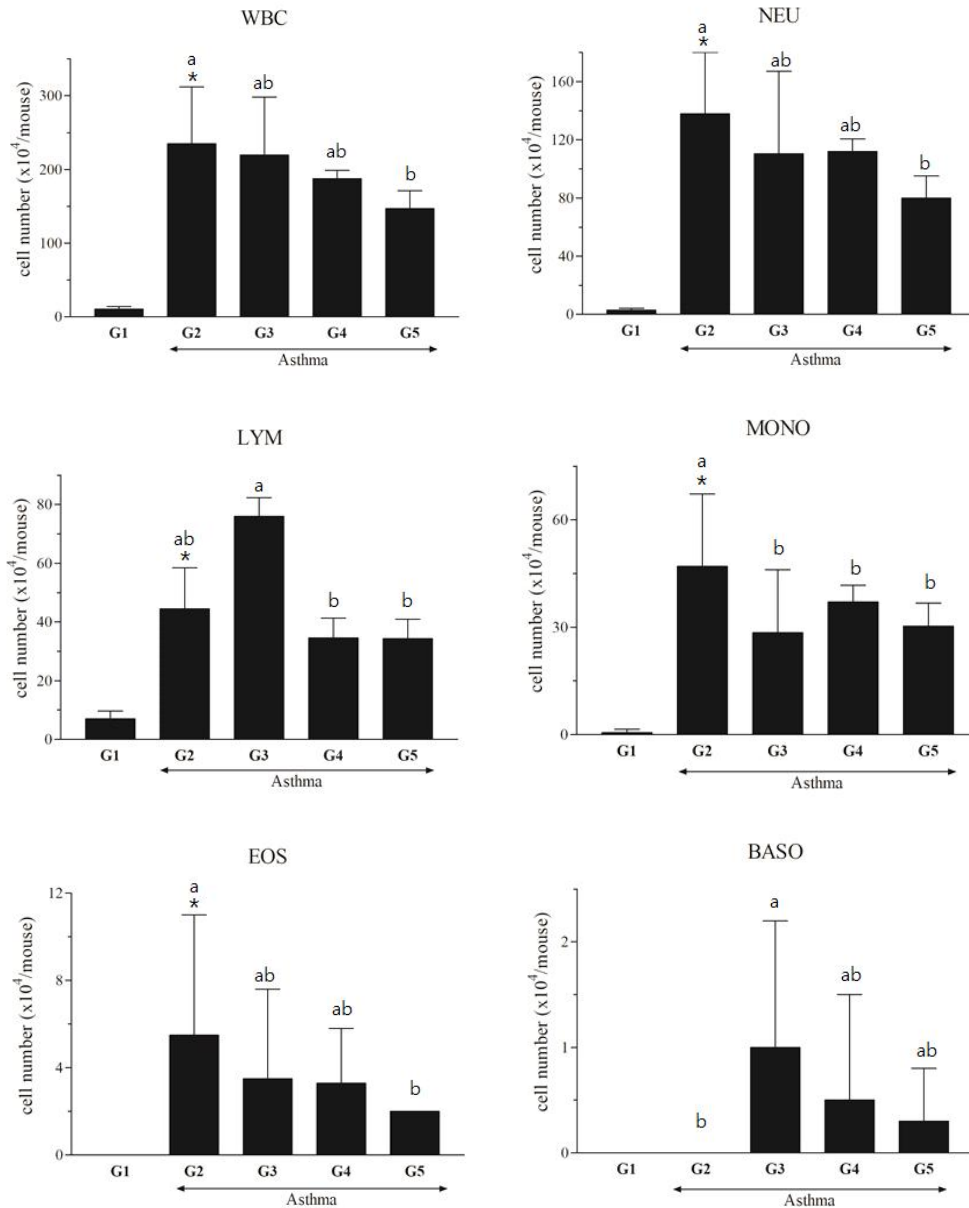 WBC
cell number (x10⁴/mouse)
300
200
100
0
a
*
ab
ab
b
G1 G2 G3 G4 G5
Asthma
NEU
cell number (x10⁴/mouse)
160
120
80
40
0
a
*
ab
ab
b
G1 G2 G3 G4 G5
Asthma
LYM
cell number (x10⁴/mouse)
80
60
40
20
0
ab
*
a
b
b
G1 G2 G3 G4 G5
Asthma
MONO
cell number (x10⁴/mouse)
60
30
0
a
*
b
b
b
G1 G2 G3 G4 G5
Asthma
EOS
cell number (x10⁴/mouse)
12
8
4
0
a
*
ab
ab
b
G1 G2 G3 G4 G5
Asthma
BASO
cell number (x10⁴/mouse)
2
1
0
b
a
ab
ab
G1 G2 G3 G4 G5
Asthma